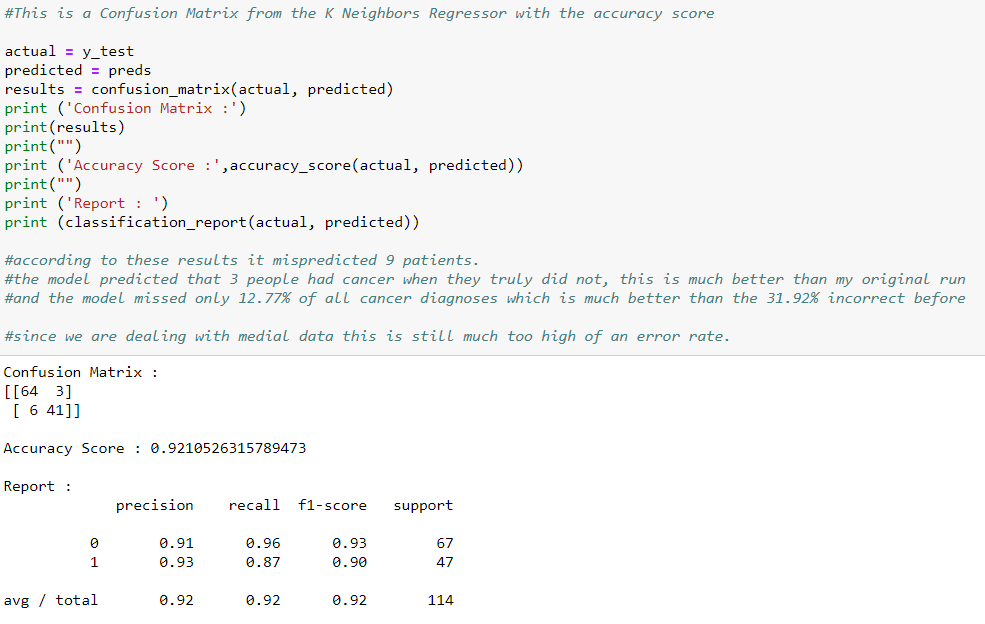 #This is a Confusion Matrix from the K Neighbors Regressor with the accuracy score
actual = y_test
predicted = preds
results = confusion_matrix(actual, predicted)
print ('Confusion Matrix :')
print(results)
print("")
print ('Accuracy Score :',accuracy_score(actual, predicted))
print("")
print ('Report : ')
print (classification_report(actual, predicted))
#according to these results it mispredicted 9 patients.
#the model predicted that 3 people had cancer when they truly did not, this is much better than my original run
#and the model missed only 12.77% of all cancer diagnoses which is much better than the 31.92% incorrect before
#since we are dealing with medial data this is still much too high of an error rate.
Confusion Matrix :
[[64  3]
 [ 6 41]]
Accuracy Score : 0.9210526315789473
Report :
precision recall f1-score support
0 0.91 0.96 0.93 67
1 0.93 0.87 0.90 47
avg / total 0.92 0.92 0.92 114